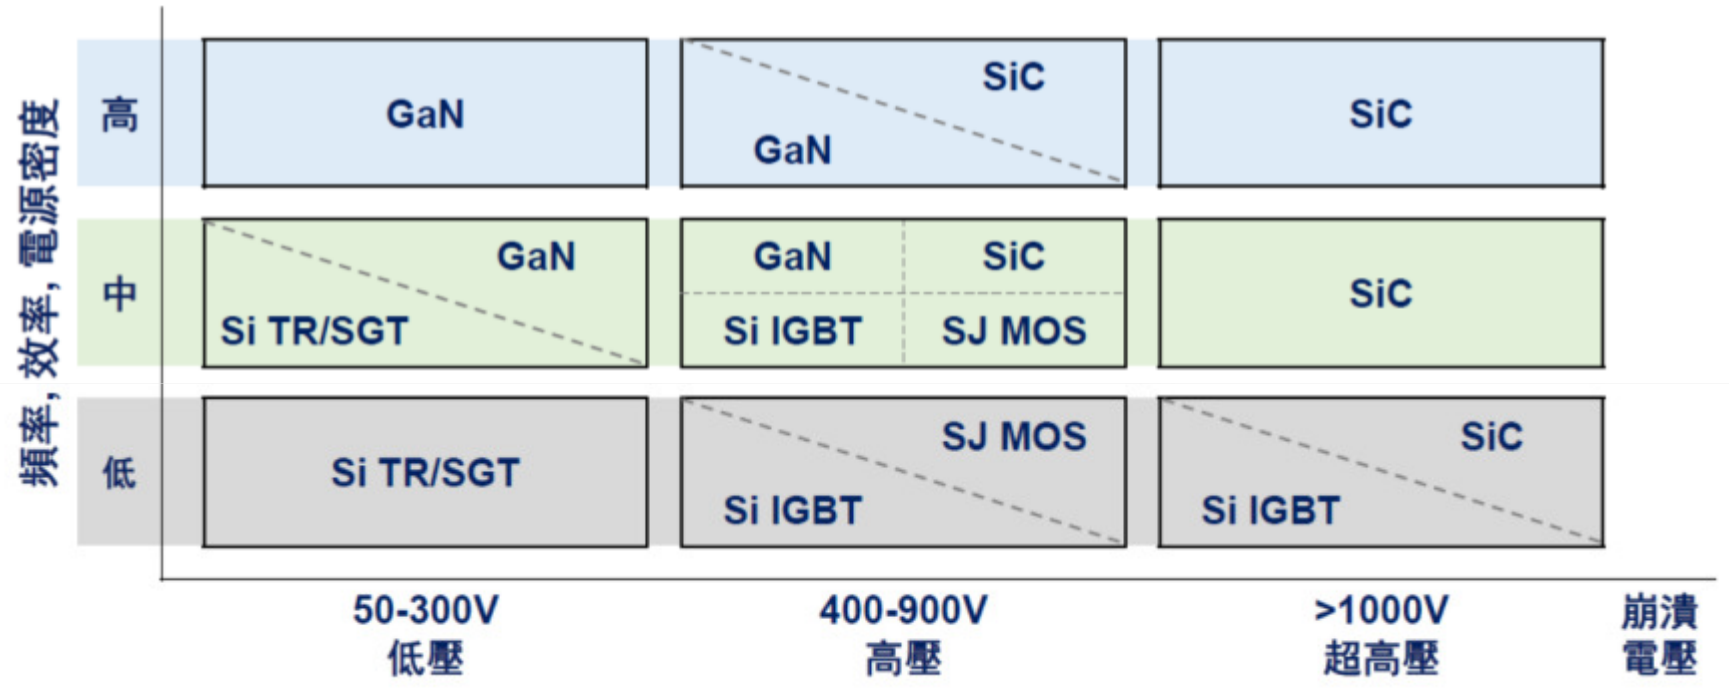 頻率, 效率, 電源密度
高
GaN
SiC
GaN
SiC
中
GaN
Si TR/SGT
GaN
SiC
Si IGBT
SJ MOS
SiC
低
Si TR/SGT
SJ MOS
Si IGBT
SiC
Si IGBT
50-300V
低壓
400-900V
高壓
>1000V
超高壓
崩潰
電壓